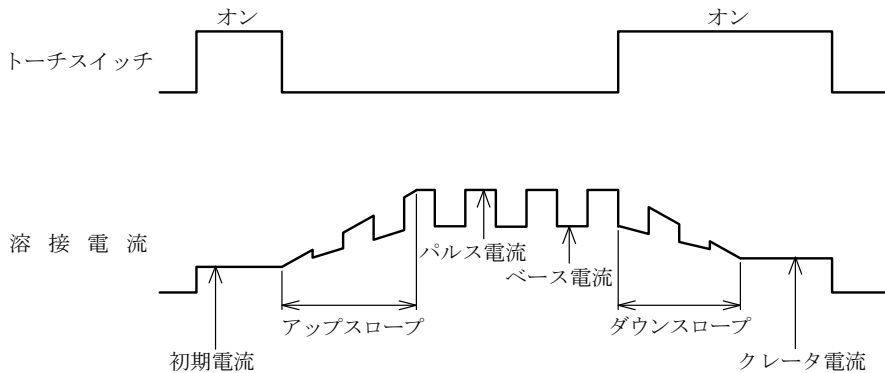 オン
オン
トーチスイッチ
溶接電流
パルス電流
ベース電流
アップスロープ
ダウンスロープ
初期電流
クレータ電流